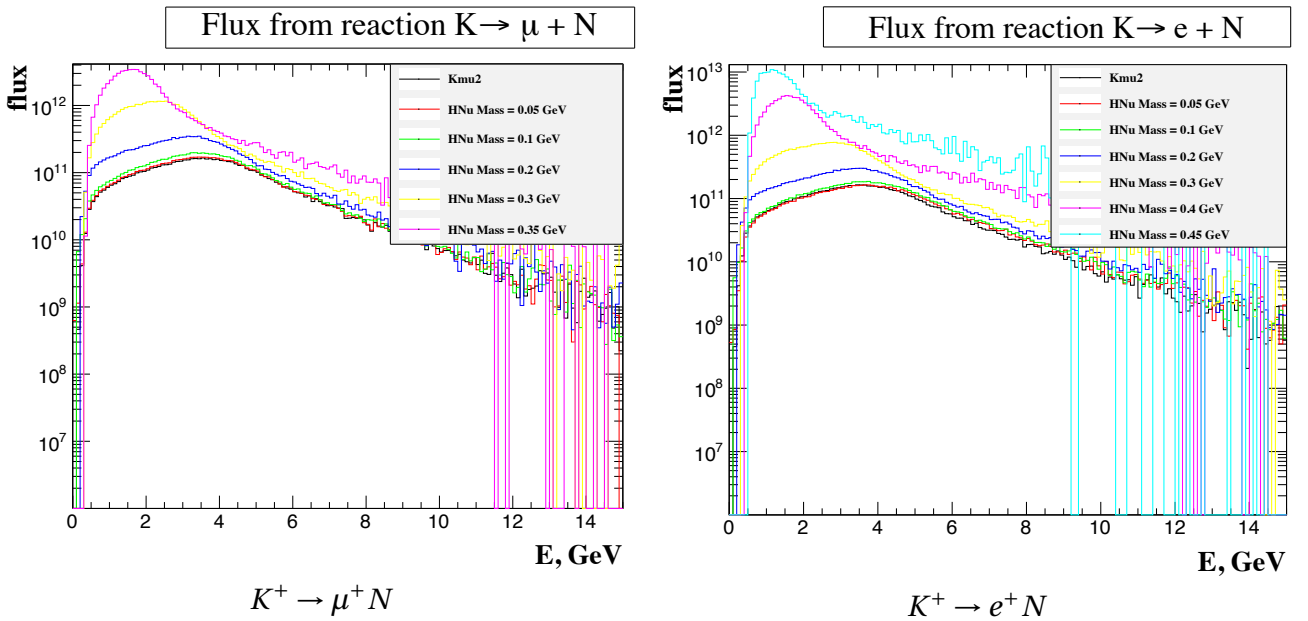 Flux from reaction K→ μ + N
flux
10¹²
10¹¹
10¹⁰
10⁹
10⁸
10⁷
Kmu2
HNu Mass = 0.05 GeV
HNu Mass = 0.1 GeV
HNu Mass = 0.2 GeV
HNu Mass = 0.3 GeV
HNu Mass = 0.35 GeV
0 2 4 6 8 10 12 14
E, GeV
K⁺ → μ⁺ N
Flux from reaction K→ e + N
flux
10¹³
10¹²
10¹¹
10¹⁰
10⁹
10⁸
10⁷
Kmu2
HNu Mass = 0.05 GeV
HNu Mass = 0.1 GeV
HNu Mass = 0.2 GeV
HNu Mass = 0.3 GeV
HNu Mass = 0.4 GeV
HNu Mass = 0.45 GeV
0 2 4 6 8 10 12 14
E, GeV
K⁺ → e⁺ N